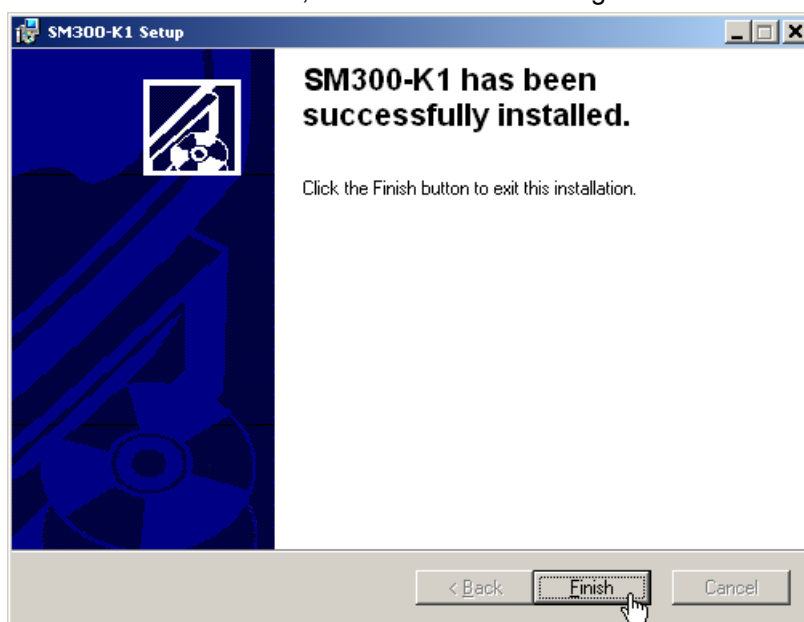 SM300-K1 Setup
SM300-K1 has been
successfully installed.
Click the Finish button to exit this installation.
< Back Finish Cancel